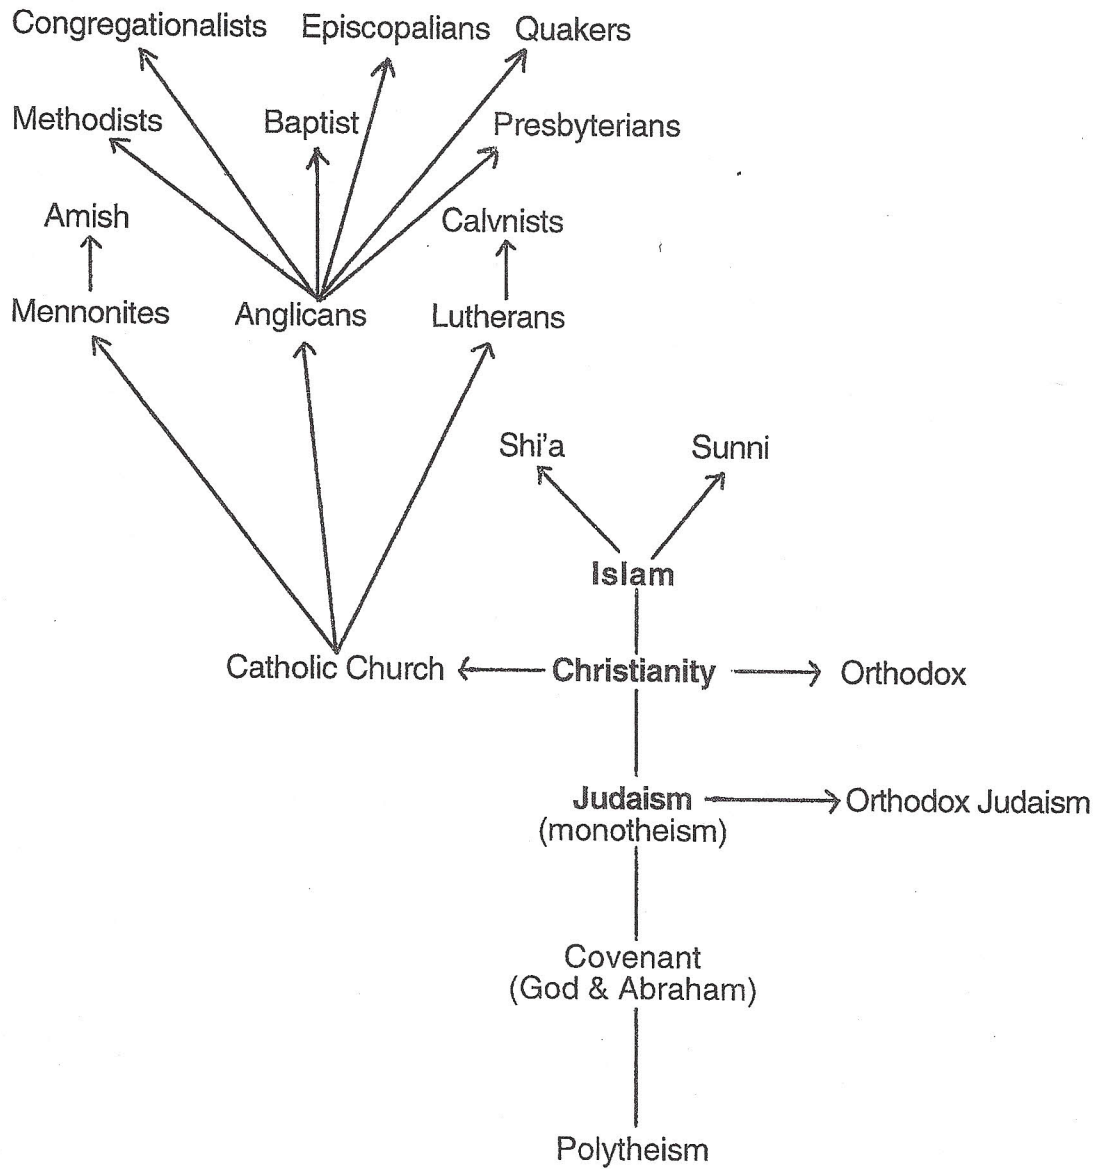 Congregationalists Episcopalians Quakers
Methodists Baptist Presbyterians
Amish Calvnists
Mennonites Anglicans Lutherans
Shi'a Sunni
Islam
Catholic Church Christianity Orthodox
Judaism Orthodox Judaism
(monotheism)
Covenant
(God & Abraham)
Polytheism